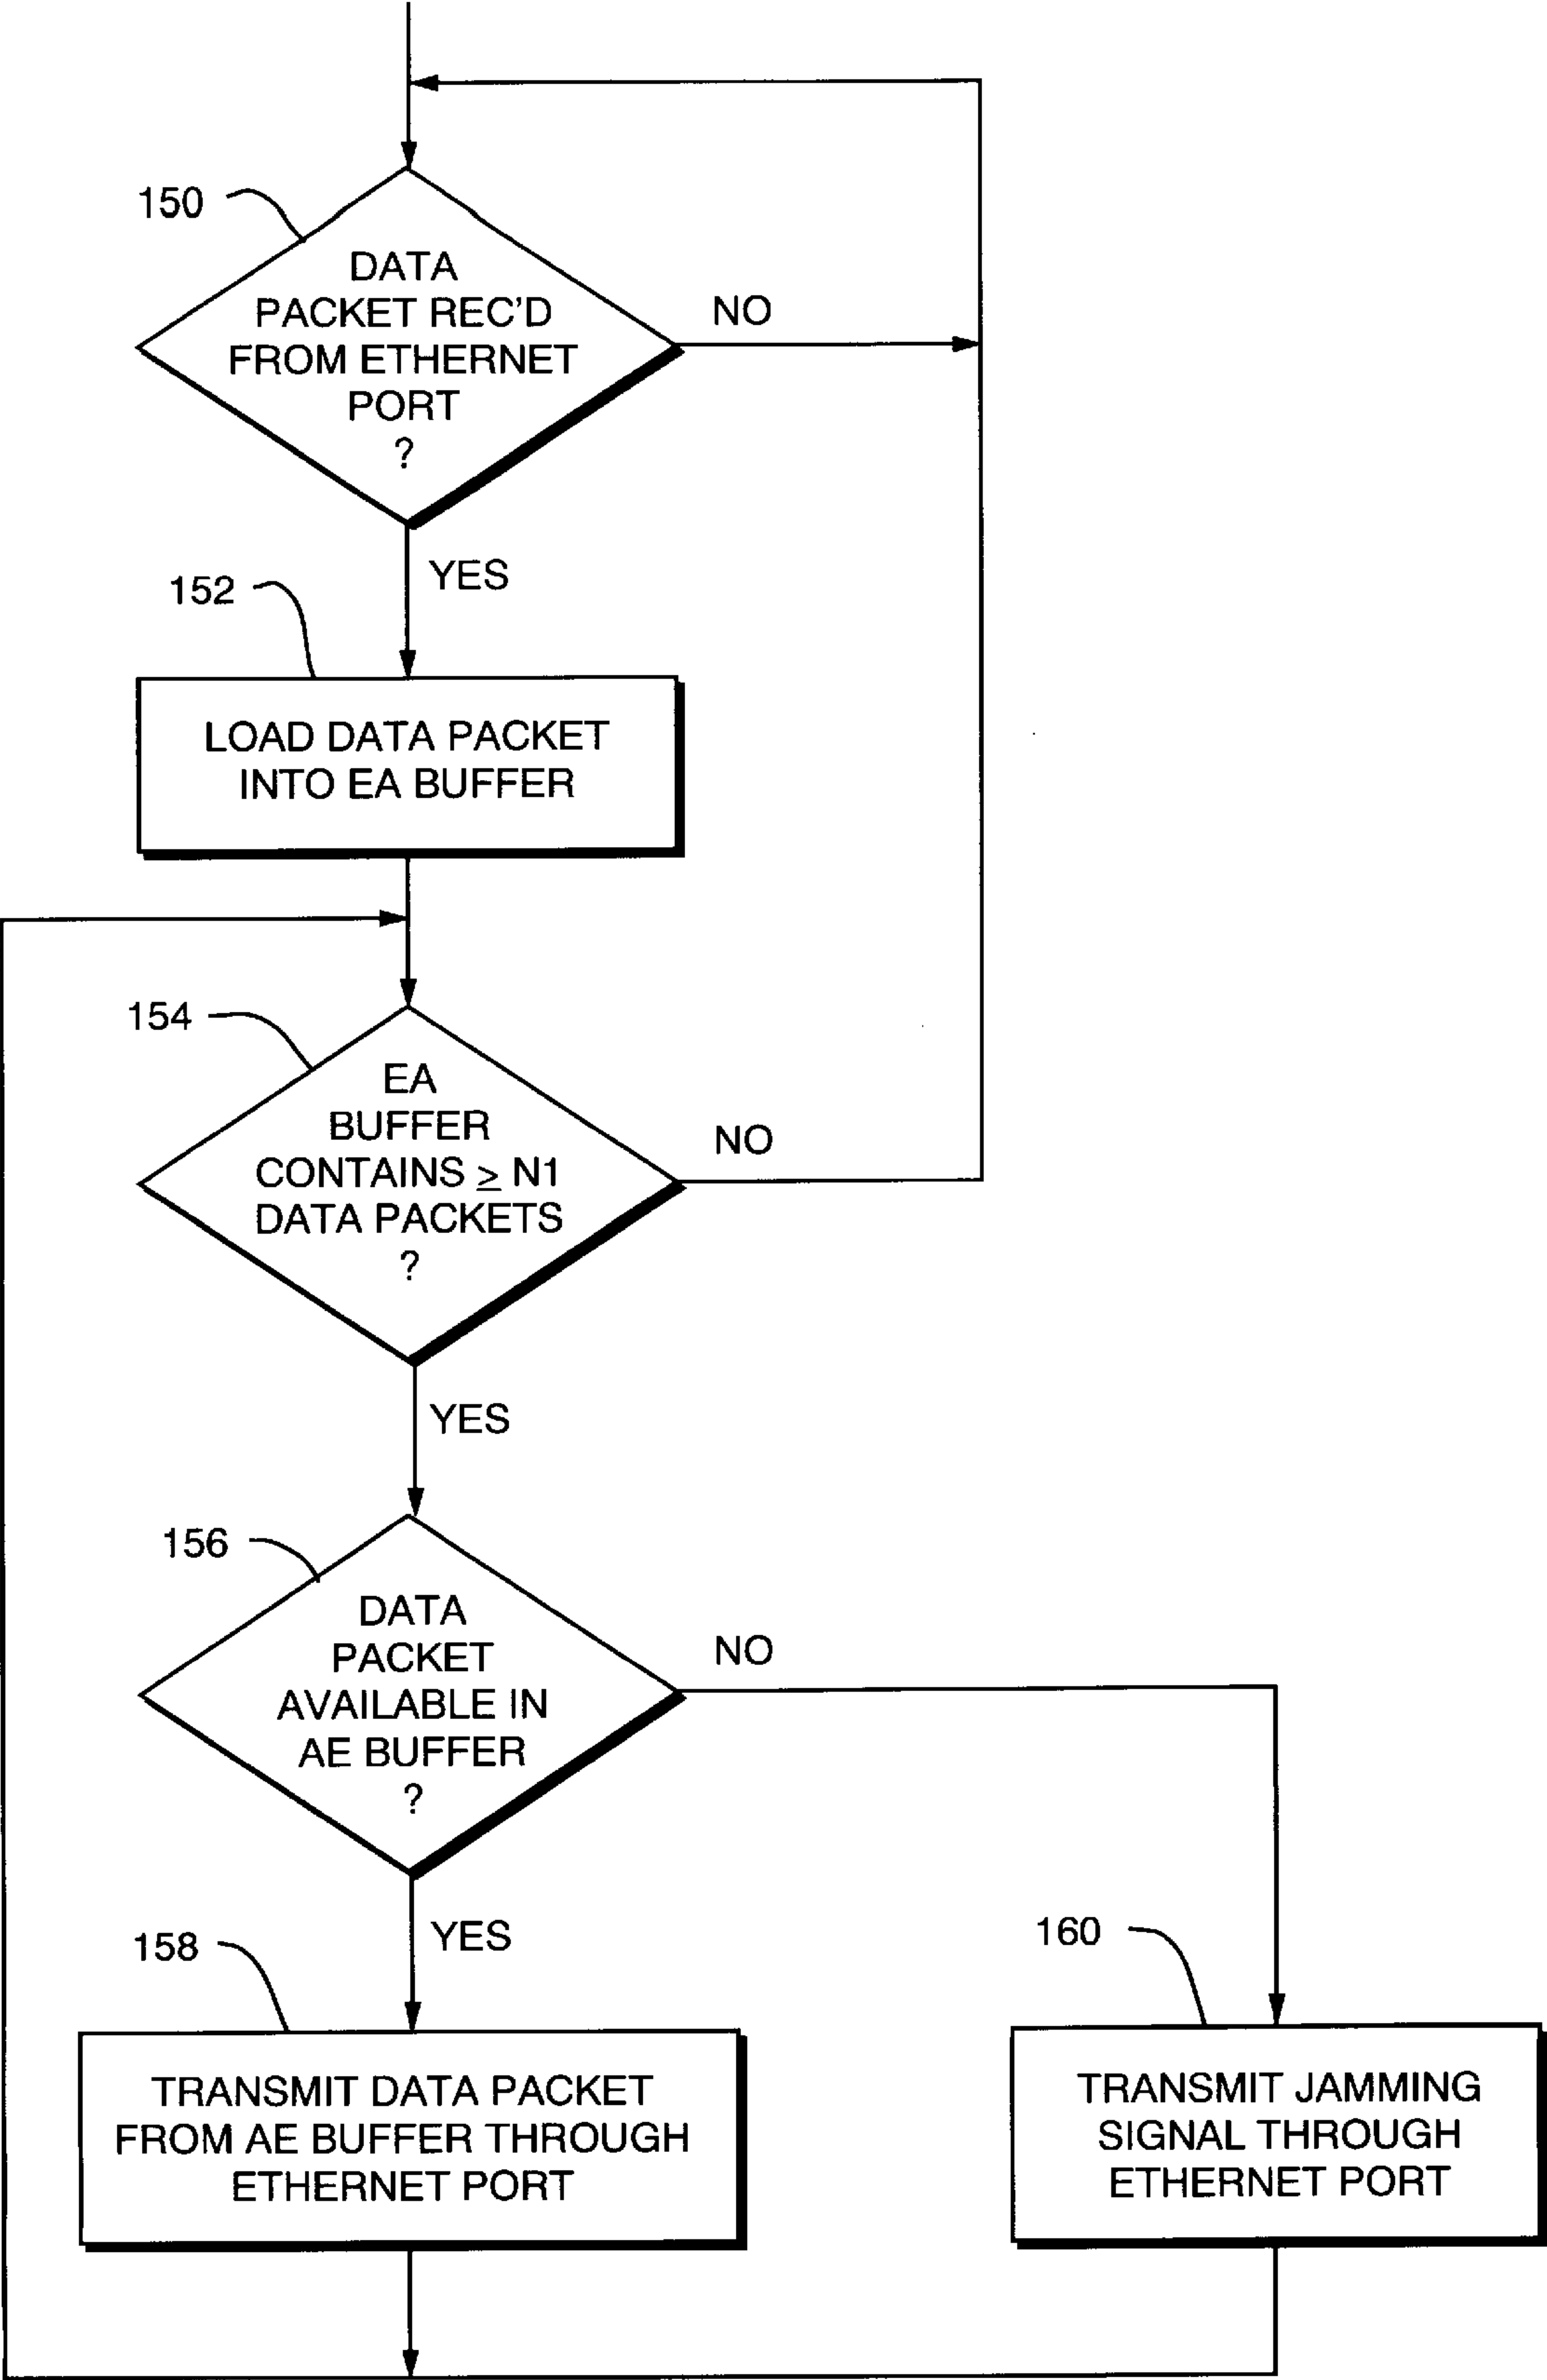 150
DATA
PACKET REC'D
FROM ETHERNET
PORT
?
NO
YES
152
LOAD DATA PACKET
INTO EA BUFFER
154
EA
BUFFER
CONTAINS ≥ N1
DATA PACKETS
?
NO
YES
156
DATA
PACKET
AVAILABLE IN
AE BUFFER
?
NO
YES
158
TRANSMIT DATA PACKET
FROM AE BUFFER THROUGH
ETHERNET PORT
160
TRANSMIT JAMMING
SIGNAL THROUGH
ETHERNET PORT